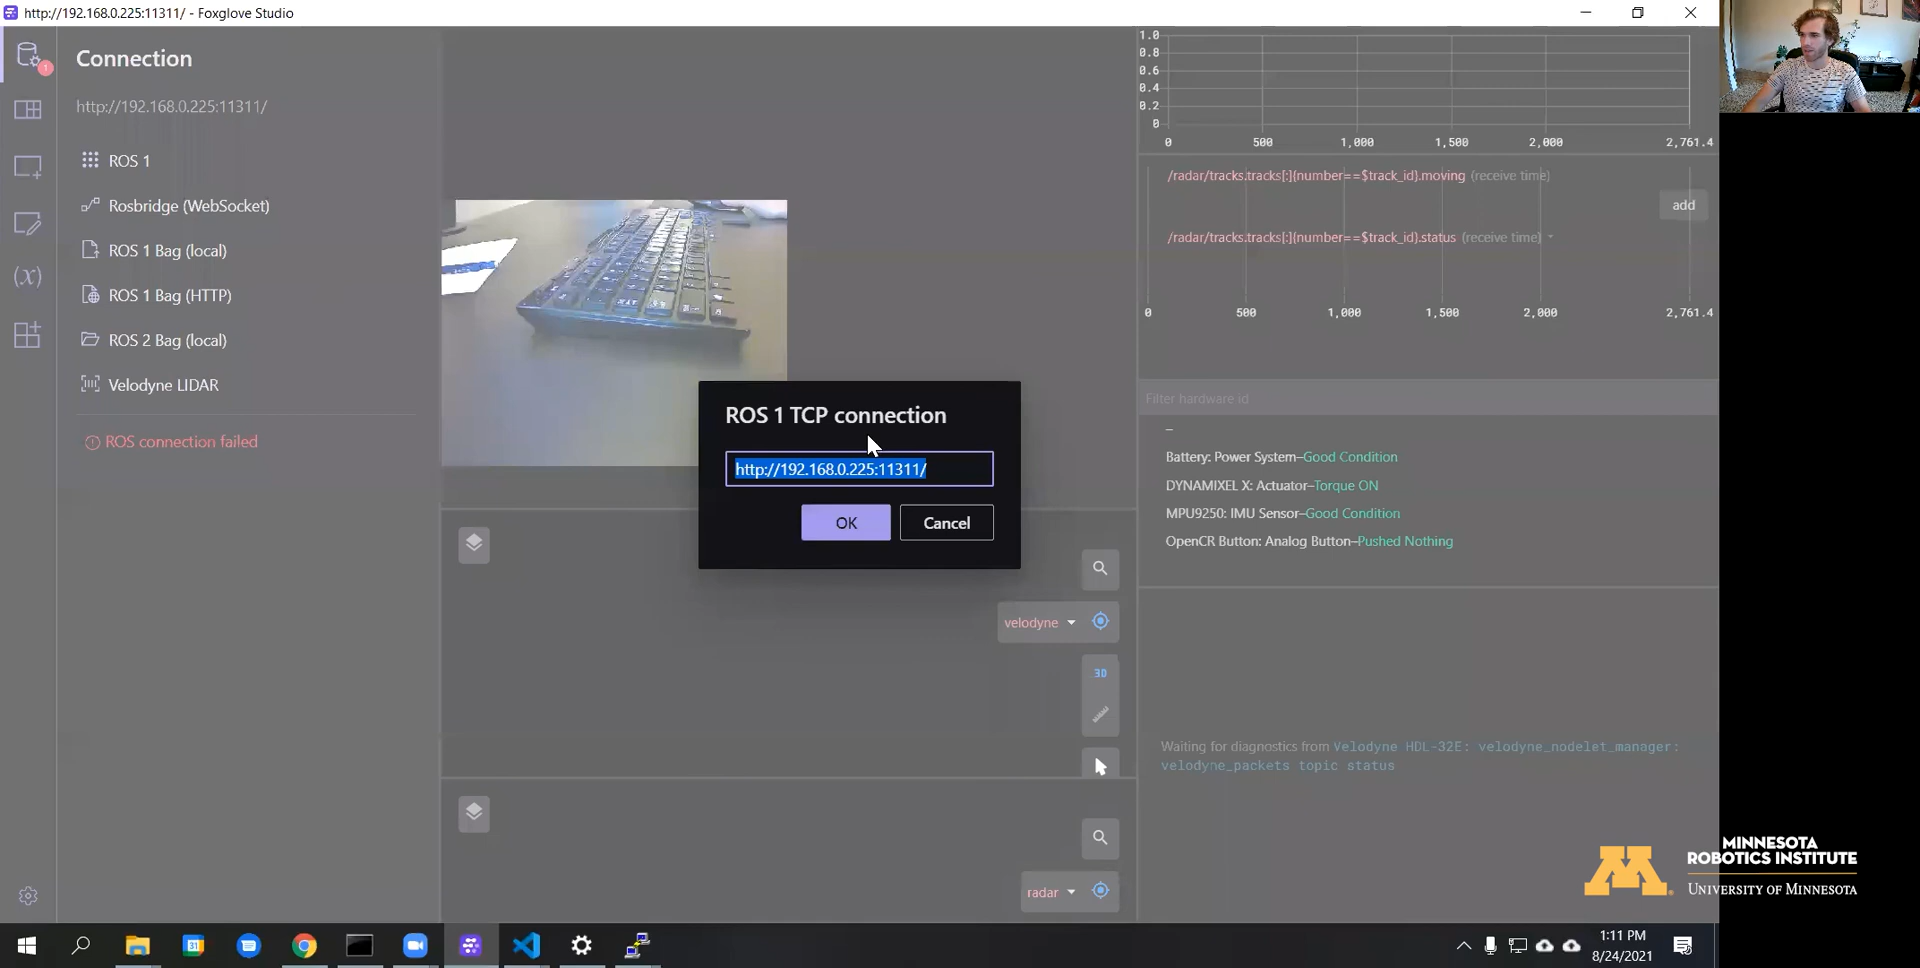 http://192.168.0.225:11311/ - Foxglove Studio
Connection
http://192.168.0.225:11311/
ROS 1
Rosbridge (WebSocket)
ROS 1 Bag (local)
ROS 1 Bag (HTTP)
ROS 2 Bag (local)
Velodyne LIDAR
ROS connection failed
1
ROS 1 TCP connection
http://192.168.0.225:11311/
OK
Cancel
velodyne
3D
radar
1.0
0.8
0.6
0.4
0.2
0
0 500 1,000 1,500 2,000 2,761.4
/radar/tracks.tracks[:]{number==$track_id}.moving (receive time)
add
/radar/tracks.tracks[:]{number==$track_id}.status (receive time)
0 500 1,000 1,500 2,000 2,761.4
Filter hardware id
–
Battery: Power System–Good Condition
DYNAMIXEL X: Actuator–Torque ON
MPU9250: IMU Sensor–Good Condition
OpenCR Button: Analog Button–Pushed Nothing
Waiting for diagnostics from Velodyne HDL-32E: velodyne_nodelet_manager:
velodyne_packets topic status
M
MINNESOTA
ROBOTICS INSTITUTE
UNIVERSITY OF MINNESOTA
31
1:11 PM
8/24/2021